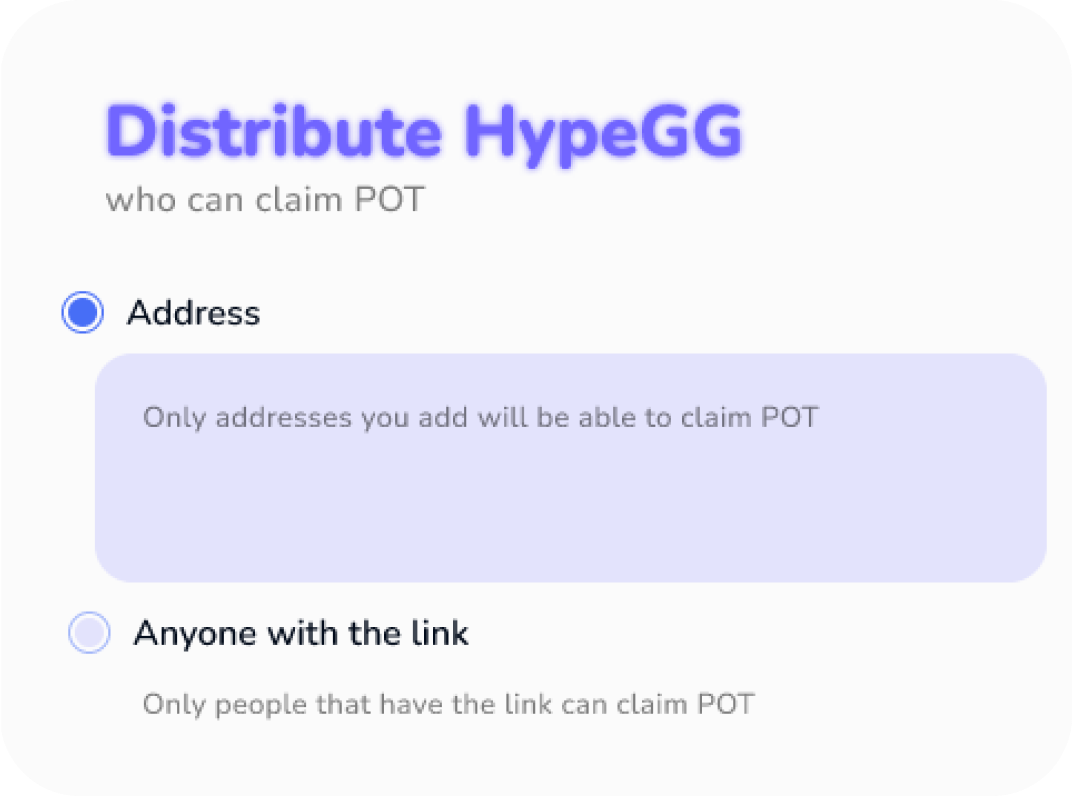 Distribute HypeGG
who can claim POT
Address
Only addresses you add will be able to claim POT
Anyone with the link
Only people that have the link can claim POT